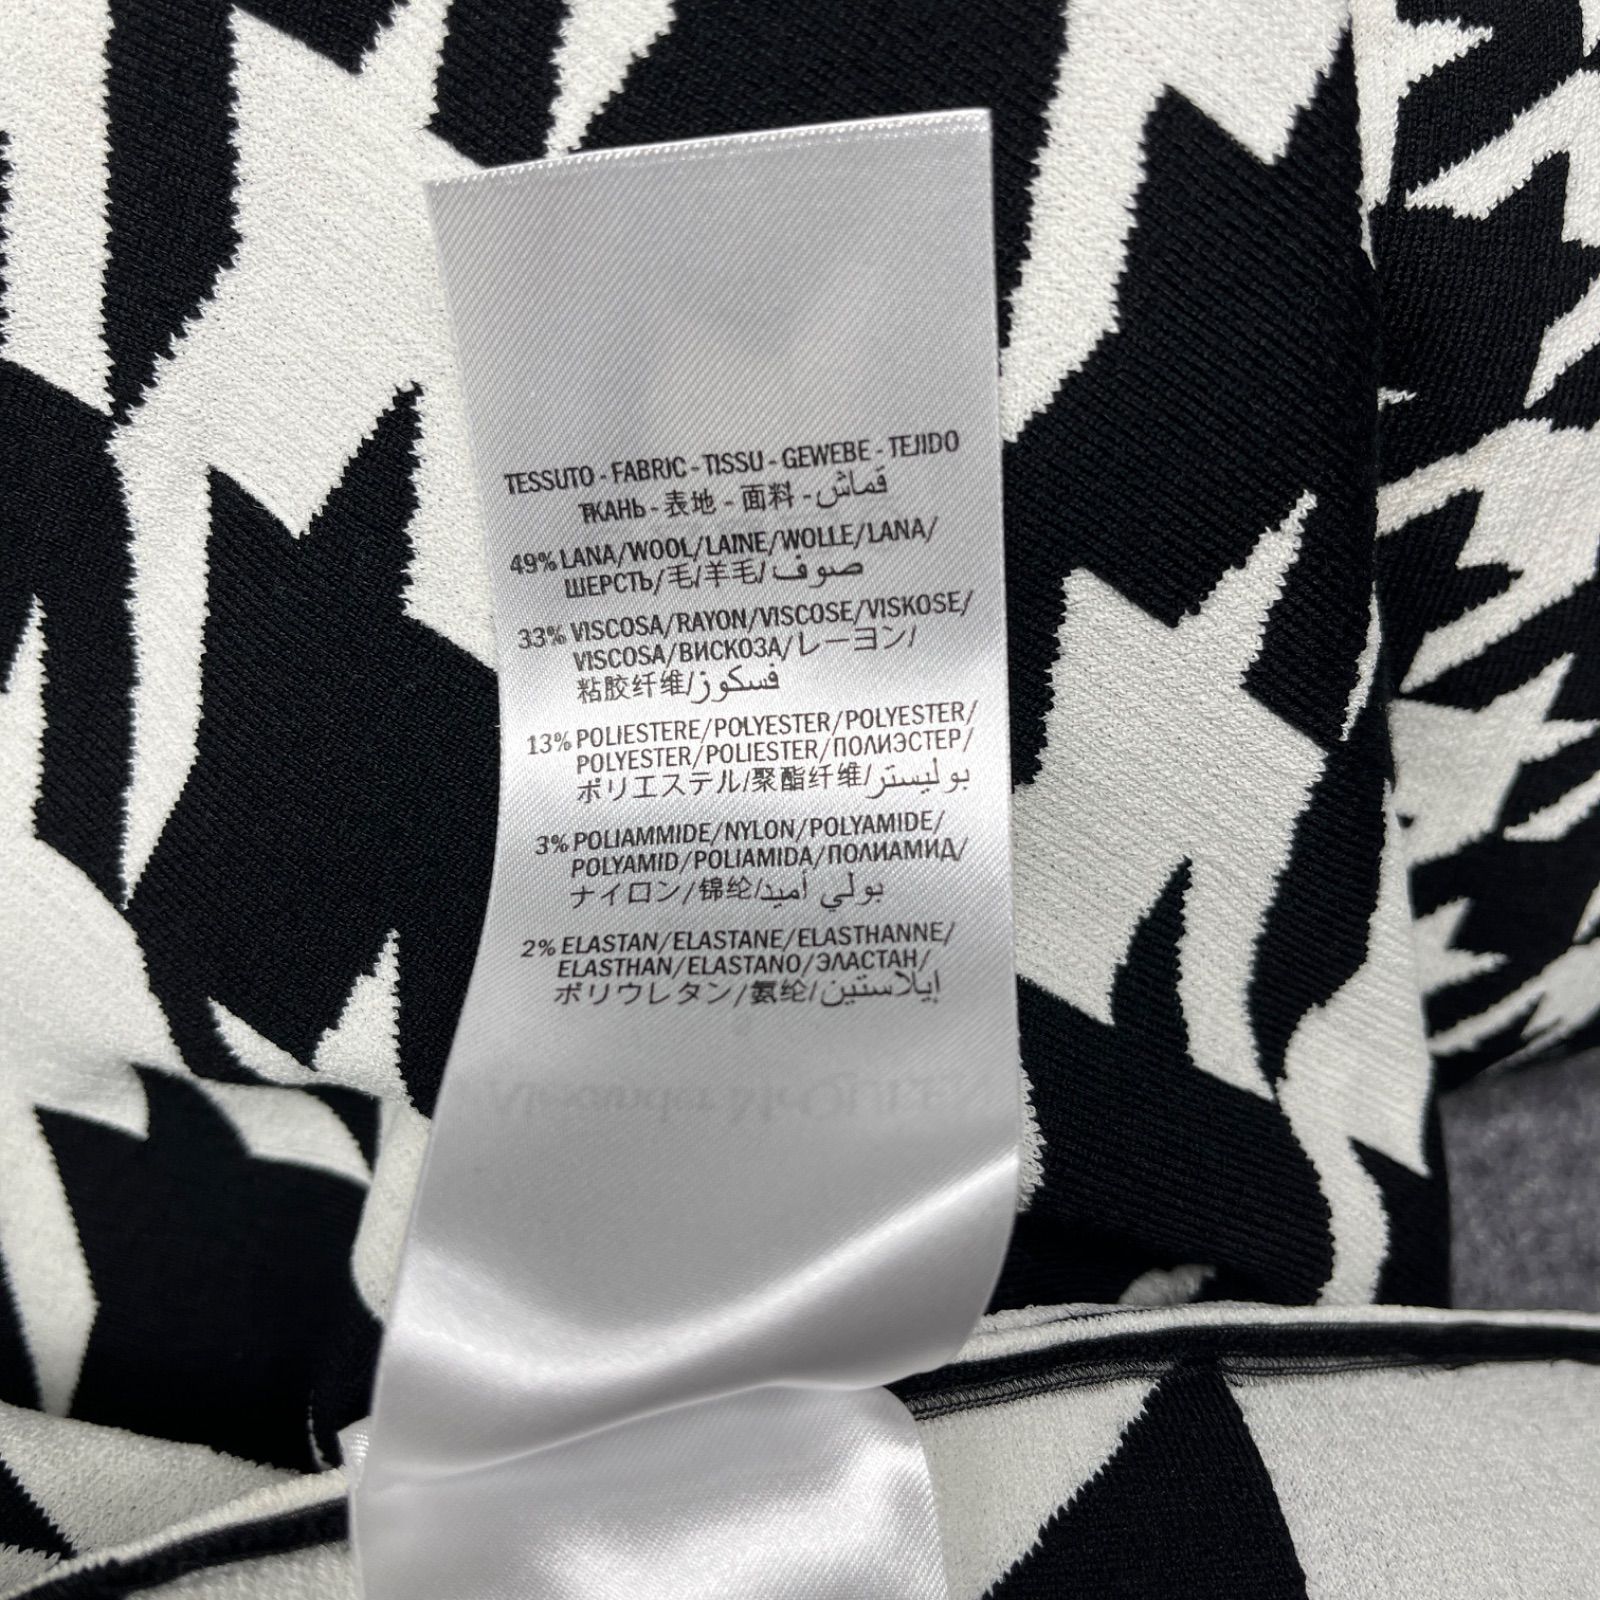 TESSUTO - FABRIC - TISSU - GEWEBE - TEJIDO
ТКАНЬ - 表地 - 面料 - قماش
49% LANA/WOOL/LAINE/WOLLE/LANA/
ШЕРСТЬ/毛/羊毛/صوف
33% VISCOSA/RAYON/VISCOSE/VISKOSE/
VISCOSA/ВИСКОЗА/レーヨン/
粘胶纤维/فسكوز
13% POLIESTERE/POLYESTER/POLYESTER/
POLYESTER/POLIESTER/ПОЛИЭСТЕР/
ポリエステル/聚酯纤维/بوليستر
3% POLIAMMIDE/NYLON/POLYAMIDE/
POLYAMID/POLIAMIDA/ПОЛИАМИД/
ナイロン/锦纶/بولي أميد
2% ELASTAN/ELASTANE/ELASTHANNE/
ELASTHAN/ELASTANO/ЭЛАСТАН/
ポリウレタン/氨纶/إيلاستين